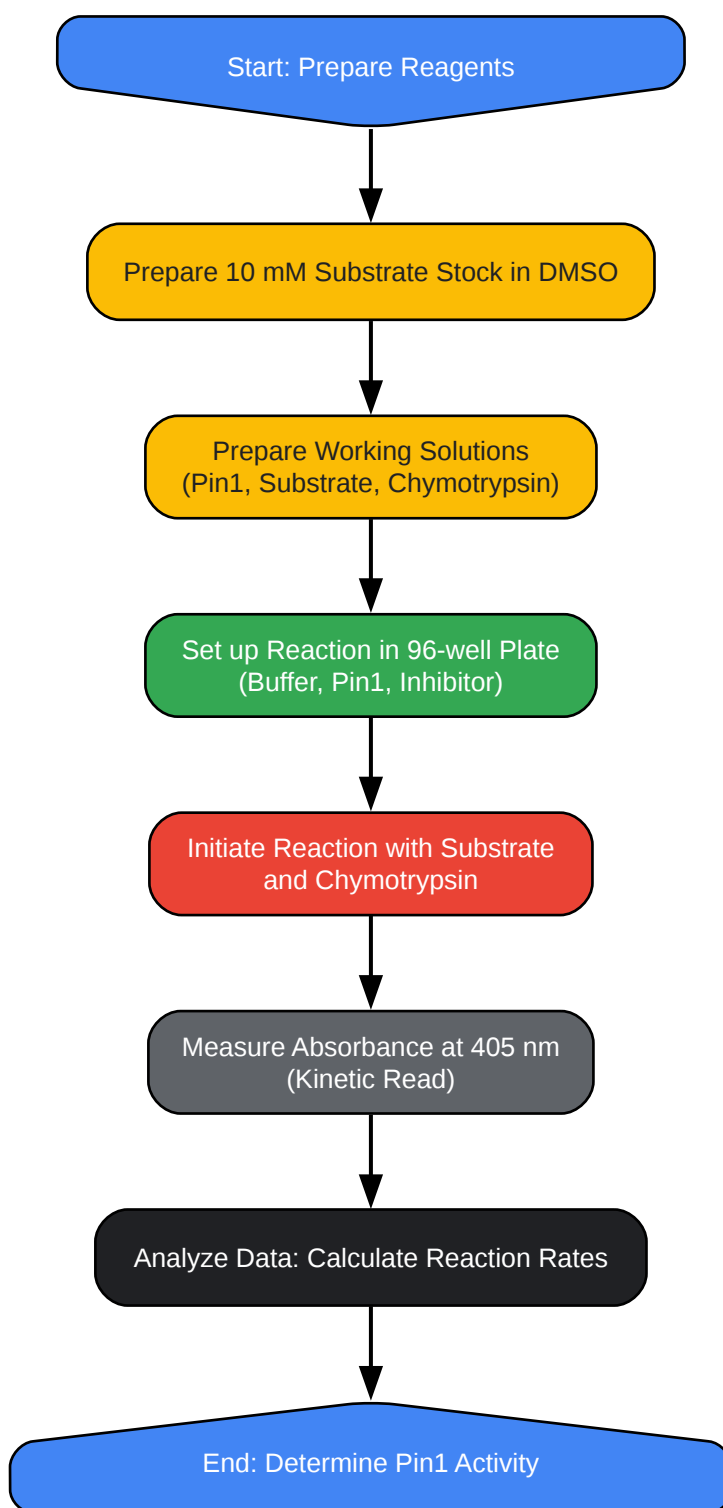 Start: Prepare Reagents
Prepare 10 mM Substrate Stock in DMSO
Prepare Working Solutions
(Pin1, Substrate, Chymotrypsin)
Set up Reaction in 96-well Plate
(Buffer, Pin1, Inhibitor)
Initiate Reaction with Substrate
and Chymotrypsin
Measure Absorbance at 405 nm
(Kinetic Read)
Analyze Data: Calculate Reaction Rates
End: Determine Pin1 Activity